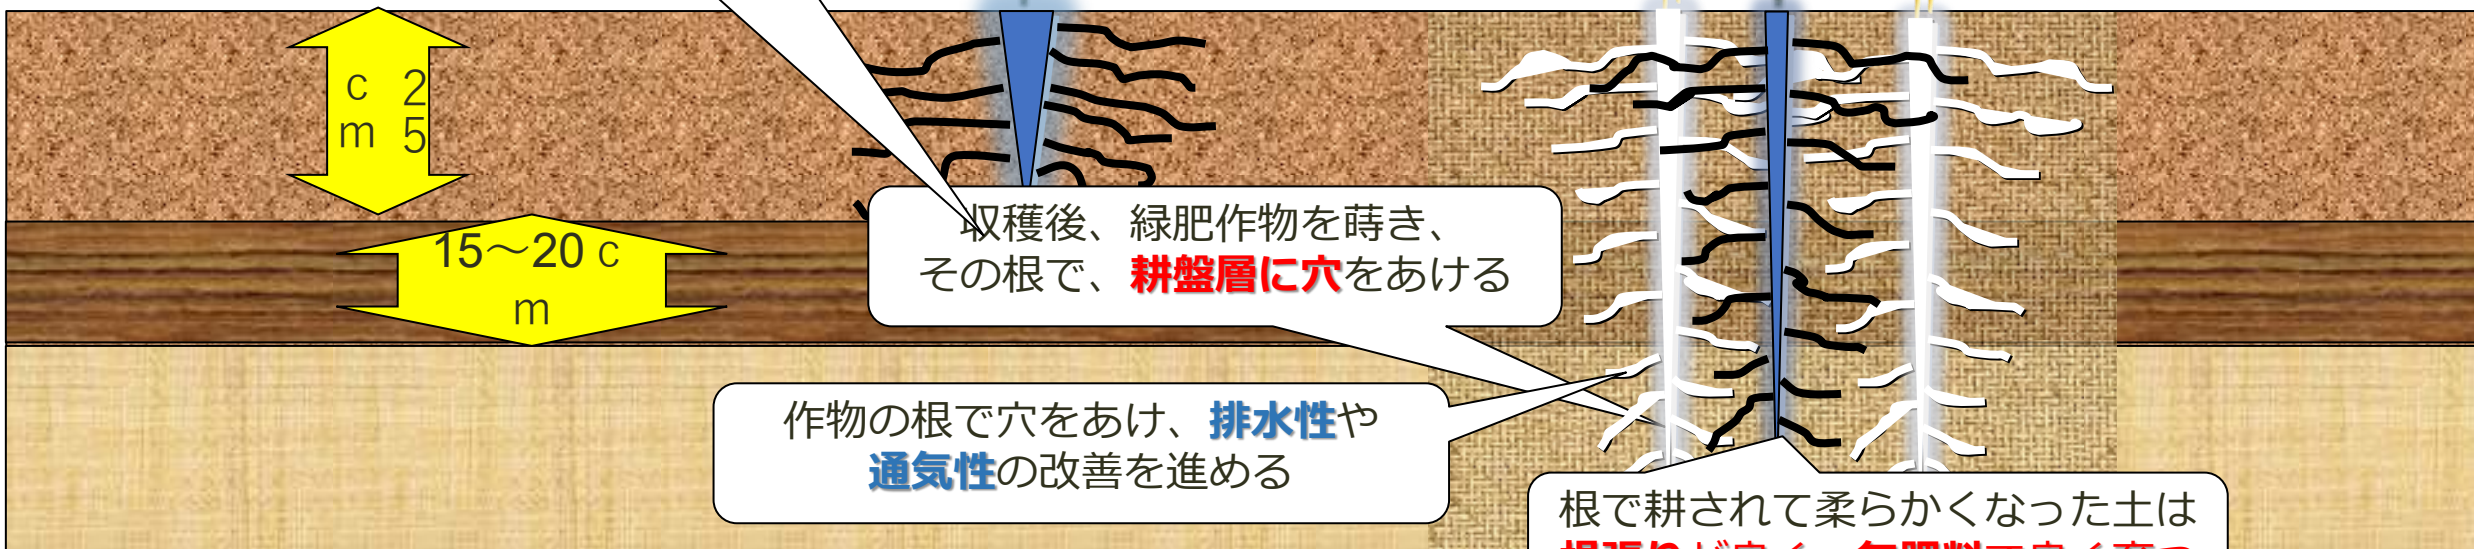 25
cm
15～20ｃ
ｍ
収穫後、緑肥作物を蒔き、
その根で、耕盤層に穴をあける
作物の根で穴をあけ、排水性や
通気性の改善を進める
根で耕されて柔らかくなった土は